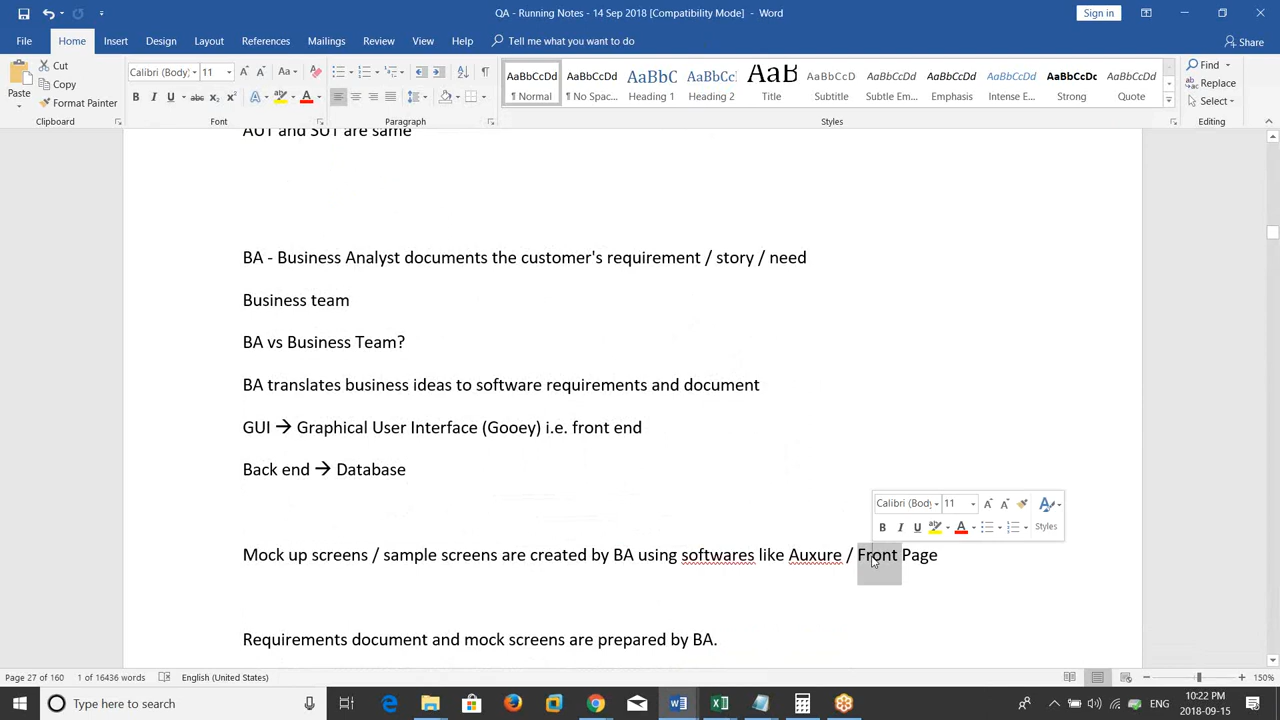 QA - Running Notes - 14 Sep 2018 [Compatibility Mode] - Word
Sign in
File Home Insert Design Layout References Mailings Review View Help Tell me what you want to do Share
Paste Cut Copy Format Painter
Calibri (Body) 11
AaBbCcDd AaBbCcDd AaBbC AaBbCc AaBb AaBbCcD AaBbCcDd AaBbCcDd AaBbCcDd AaBbCcDc AaBbCcDd
¶ Normal ¶ No Spac... Heading 1 Heading 2 Title Subtitle Subtle Em... Emphasis Intense E... Strong Quote
Find Replace Select
Clipboard Font Paragraph Styles Editing
AUT and SUT are same
BA - Business Analyst documents the customer's requirement / story / need
Business team
BA vs Business Team?
BA translates business ideas to software requirements and document
GUI → Graphical User Interface (Gooey) i.e. front end
Back end → Database
Calibri (Body 11
Styles
Mock up screens / sample screens are created by BA using softwares like Auxure / Front Page
Requirements document and mock screens are prepared by BA.
Page 27 of 160 1 of 16436 words English (United States) 150%
Type here to search
ENG
10:22 PM
2018-09-15